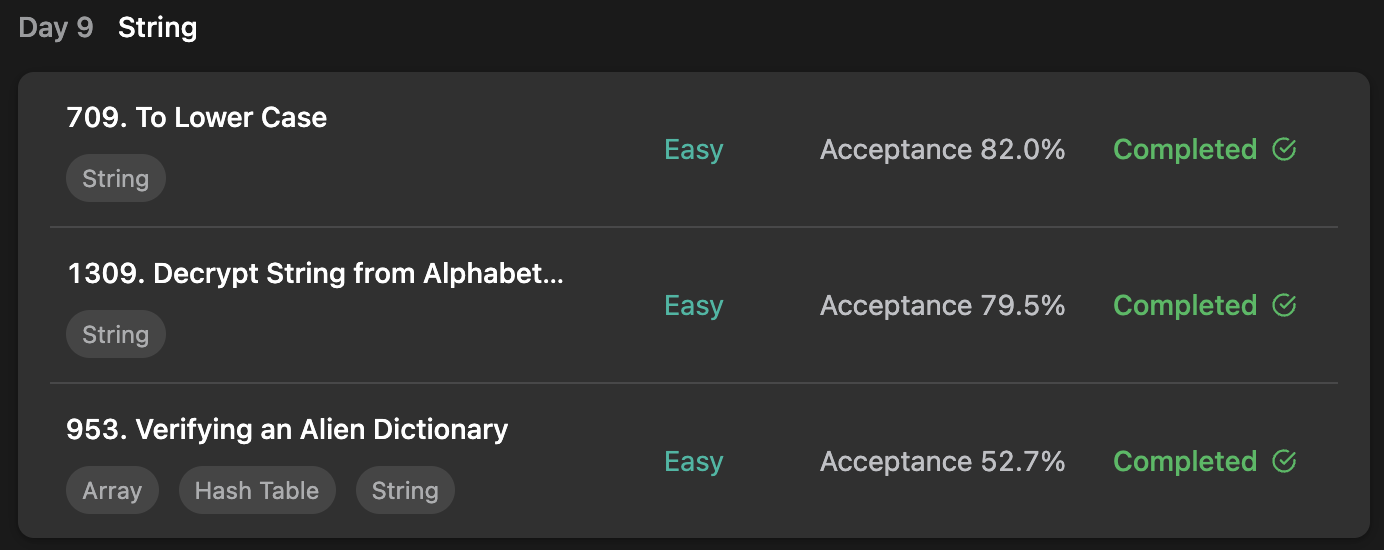 Day 9 String
709. To Lower Case
String
Easy
Acceptance 82.0%
Completed
1309. Decrypt String from Alphabet...
String
Easy
Acceptance 79.5%
Completed
953. Verifying an Alien Dictionary
Array Hash Table String
Easy
Acceptance 52.7%
Completed